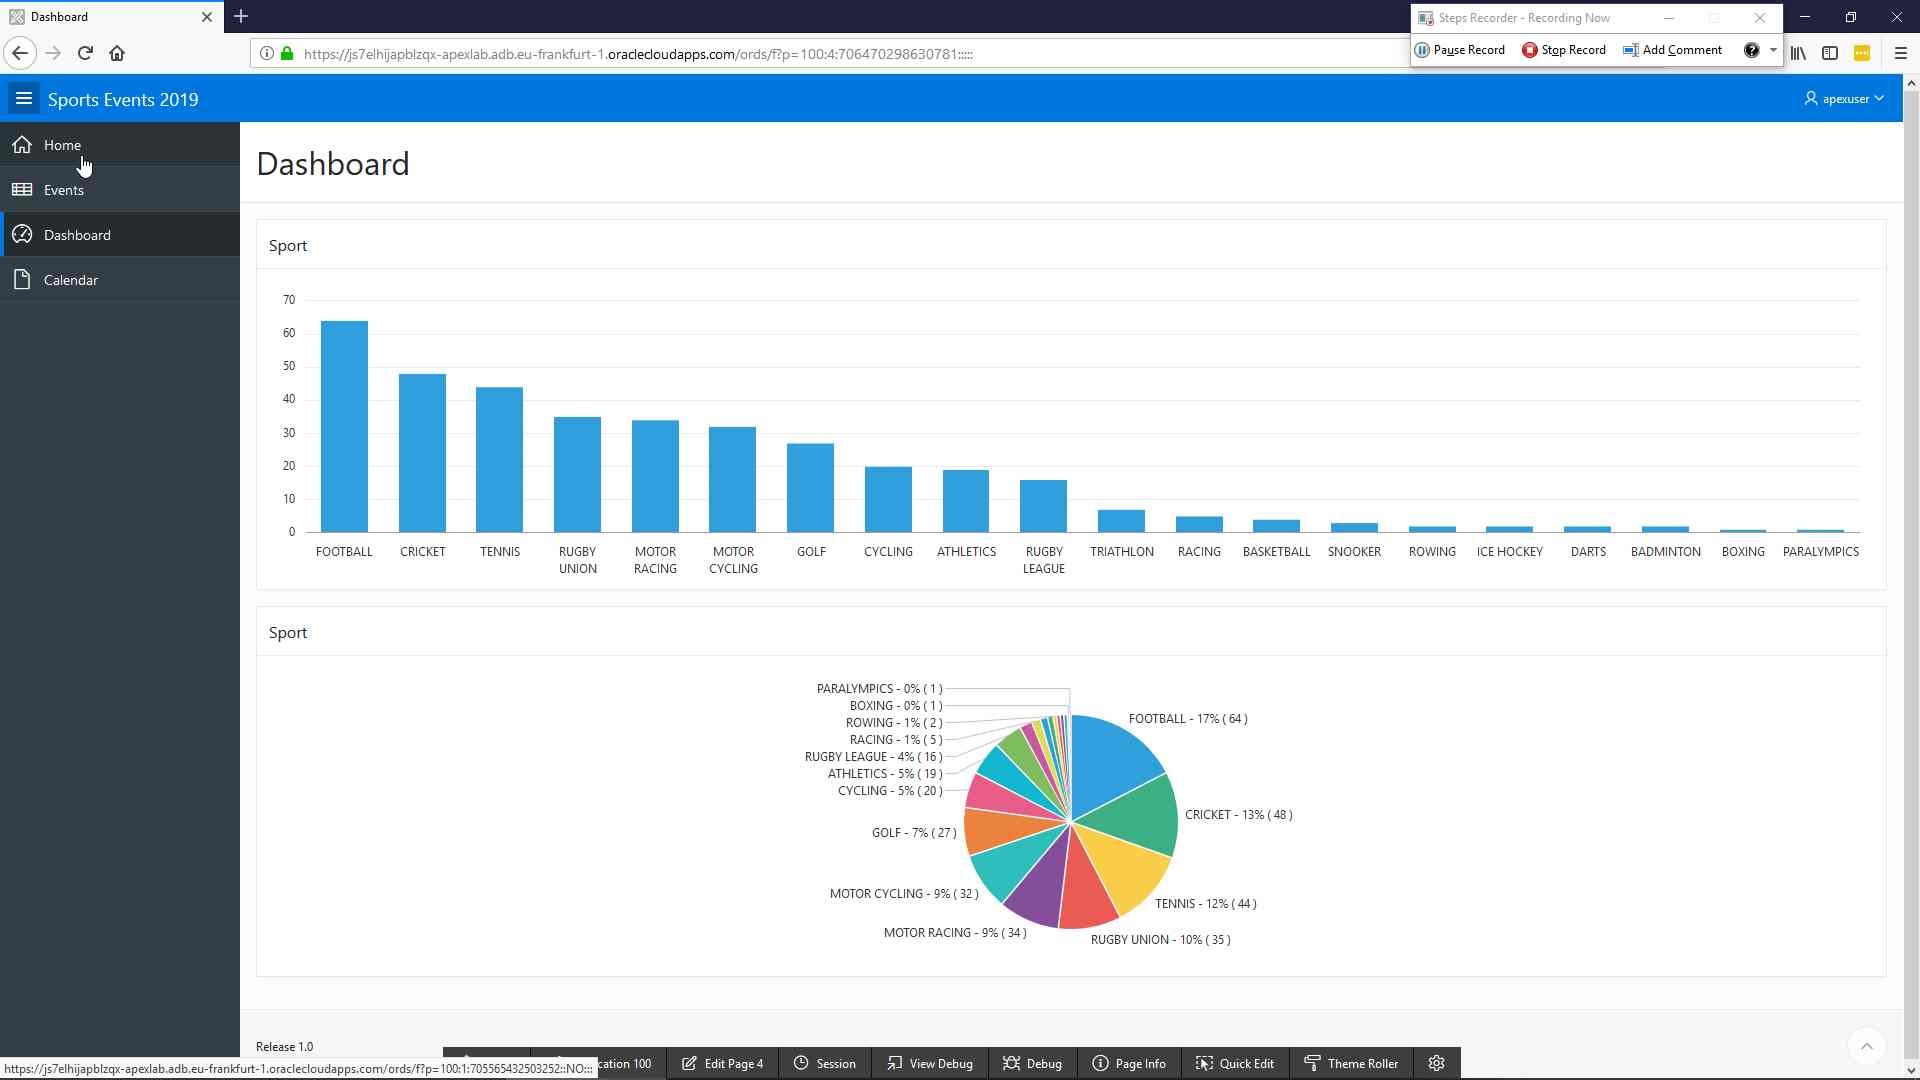 Dashboard
Steps Recorder - Recording Now
Pause Record
Stop Record
Add Comment
https://js7elhijapblzqx-apexlab.adb.eu-frankfurt-1.oraclecloudapps.com/ords/f?p=100:4:706470298630781:::::
Sports Events 2019
apexuser
Home
Events
Dashboard
Calendar
Dashboard
Sport
70
60
50
40
30
20
10
0
FOOTBALL
CRICKET
TENNIS
RUGBY
UNION
MOTOR
RACING
MOTOR
CYCLING
GOLF
CYCLING
ATHLETICS
RUGBY
LEAGUE
TRIATHLON
RACING
BASKETBALL
SNOOKER
ROWING
ICE HOCKEY
DARTS
BADMINTON
BOXING
PARALYMPICS
Sport
PARALYMPICS - 0% ( 1 )
BOXING - 0% ( 1 )
ROWING - 1% ( 2 )
RACING - 1% ( 5 )
RUGBY LEAGUE - 4% ( 16 )
ATHLETICS - 5% ( 19 )
CYCLING - 5% ( 20 )
GOLF - 7% ( 27 )
MOTOR CYCLING - 9% ( 32 )
MOTOR RACING - 9% ( 34 )
FOOTBALL - 17% ( 64 )
CRICKET - 13% ( 48 )
TENNIS - 12% ( 44 )
RUGBY UNION - 10% ( 35 )
Release 1.0
cation 100
Edit Page 4
Session
View Debug
Debug
Page Info
Quick Edit
Theme Roller
https://js7elhijapblzqx-apexlab.adb.eu-frankfurt-1.oraclecloudapps.com/ords/f?p=100:1:705565432503252::NO:::